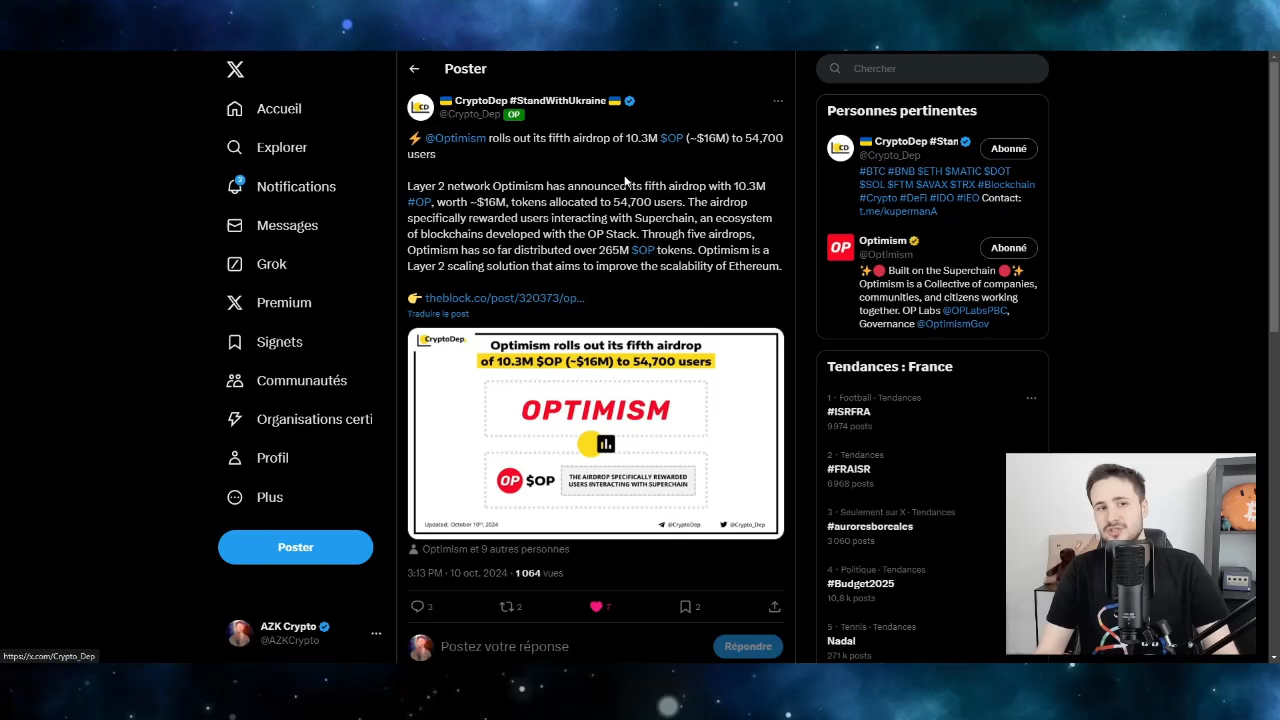 Accueil
Explorer
2
Notifications
Messages
Grok
Premium
Signets
Communautés
Organisations certi
Profil
Plus
Poster
AZK Crypto
@AZKCrypto
https://x.com/Crypto_Dep
Poster
CryptoDep #StandWithUkraine
@Crypto_Dep OP
@Optimism rolls out its fifth airdrop of 10.3M $OP (~$16M) to 54,700
users
Layer 2 network Optimism has announced its fifth airdrop with 10.3M
#OP, worth ~$16M, tokens allocated to 54,700 users. The airdrop
specifically rewarded users interacting with Superchain, an ecosystem
of blockchains developed with the OP Stack. Through five airdrops,
Optimism has so far distributed over 265M $OP tokens. Optimism is a
Layer 2 scaling solution that aims to improve the scalability of Ethereum.
👉 theblock.co/post/320373/op...
Traduire le post
CryptoDep
Optimism rolls out its fifth airdrop
of 10.3M $OP (~$16M) to 54,700 users
OPTIMISM
OP $OP
THE AIRDROP SPECIFICALLY REWARDED
USERS INTERACTING WITH SUPERCHAIN
Updated: October 10th, 2024
@CryptoDep
@Crypto_Dep
Optimism et 9 autres personnes
3:13 PM · 10 oct. 2024 · 1 064 vues
3
2
7
2
Postez votre réponse
Répondre
Chercher
Personnes pertinentes
CryptoDep #Stan
@Crypto_Dep
Abonné
#BTC #BNB $ETH #MATIC $DOT
$SOL $FTM $AVAX $TRX #Blockchain
#Crypto #DeFi #IDO #IEO Contact:
t.me/kupermanA
OP
Optimism
@Optimism
Abonné
✨🔴 Built on the Superchain 🔴✨
Optimism is a Collective of companies,
communities, and citizens working
together. OP Labs @OPLabsPBC,
Governance @OptimismGov
Tendances : France
1 · Football · Tendances
#ISRFRA
9 974 posts
2 · Tendances
#FRAISR
6 968 posts
3 · Seulement sur X · Tendances
#auroresboreales
3 060 posts
4 · Politique · Tendances
#Budget2025
10,8 k posts
5 · Tennis · Tendances
Nadal
271 k posts